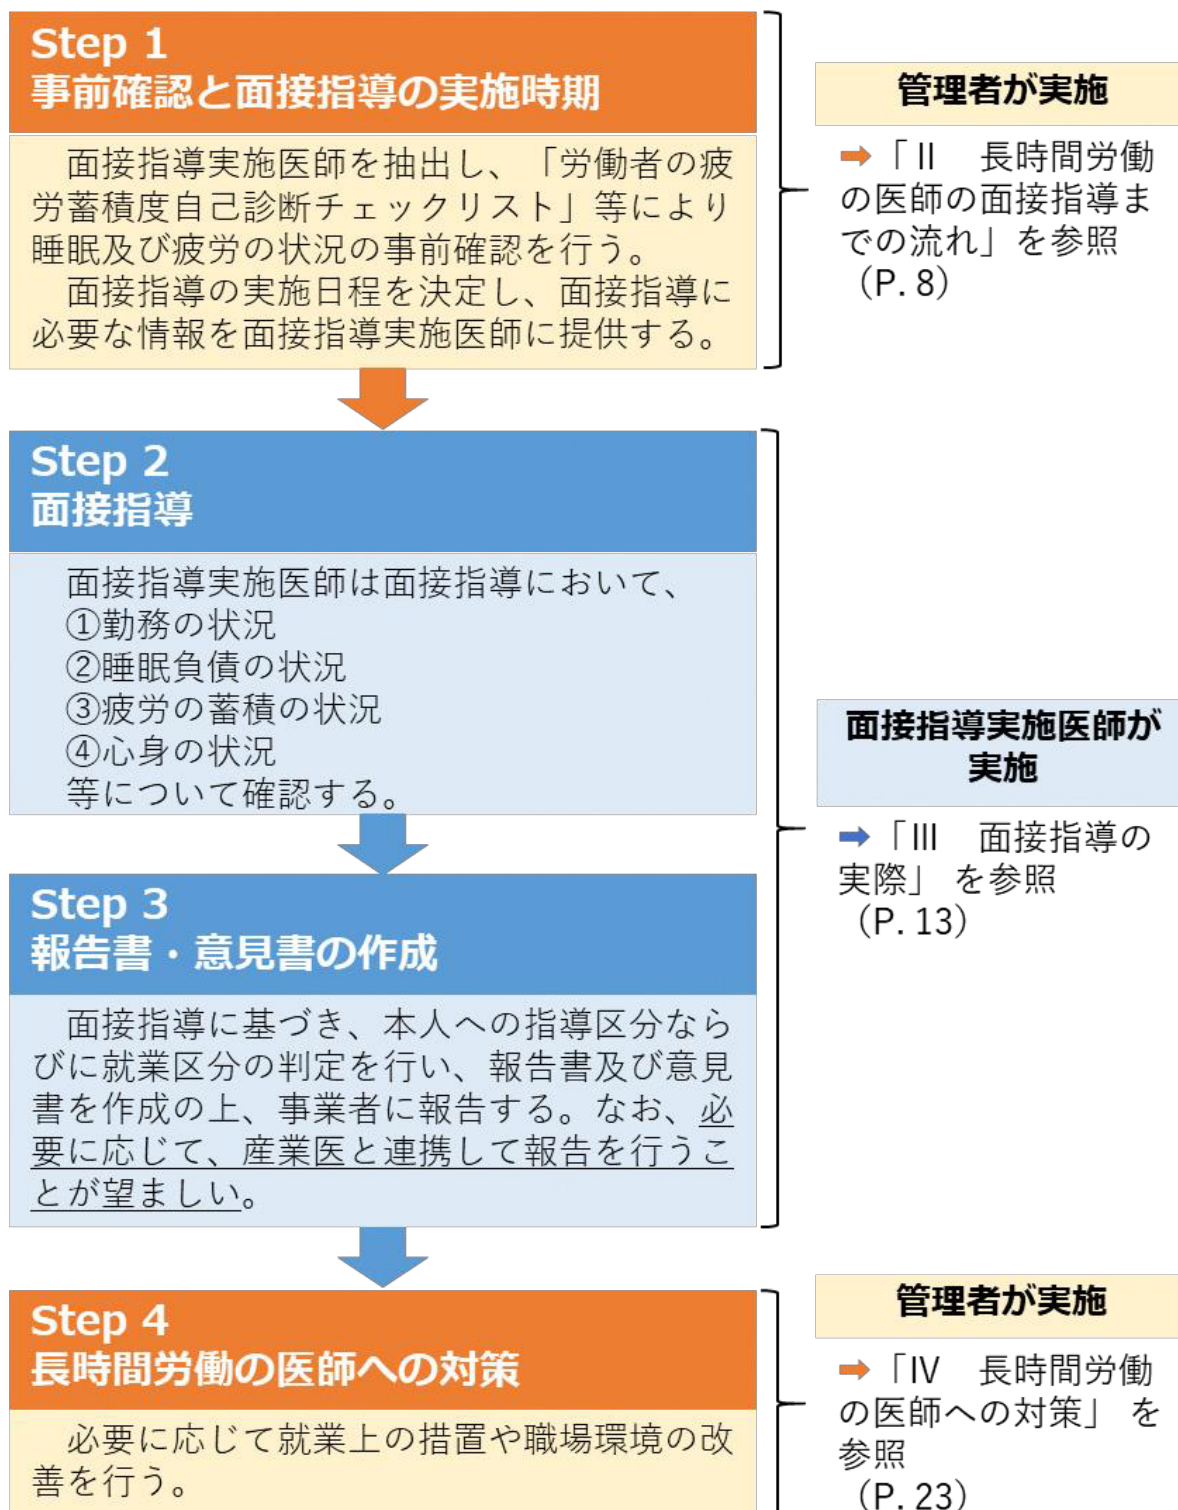 Step 1
事前確認と面接指導の実施時期
面接指導実施医師を抽出し、「労働者の疲
労蓄積度自己診断チェックリスト」等により
睡眠及び疲労の状況の事前確認を行う。
面接指導の実施日程を決定し、面接指導に
必要な情報を面接指導実施医師に提供する。
管理者が実施
➡「Ⅱ　長時間労働
の医師の面接指導ま
での流れ」を参照
（P. 8）
Step 2
面接指導
面接指導実施医師は面接指導において、
①勤務の状況
②睡眠負債の状況
③疲労の蓄積の状況
④心身の状況
等について確認する。
Step 3
報告書・意見書の作成
面接指導に基づき、本人への指導区分なら
びに就業区分の判定を行い、報告書及び意見
書を作成の上、事業者に報告する。なお、必
要に応じて、産業医と連携して報告を行うこ
とが望ましい。
面接指導実施医師が
実施
➡「Ⅲ　面接指導の
実際」 を参照
（P. 13）
Step 4
長時間労働の医師への対策
必要に応じて就業上の措置や職場環境の改
善を行う。
管理者が実施
➡「Ⅳ　長時間労働
の医師への対策」 を
参照
（P. 23）